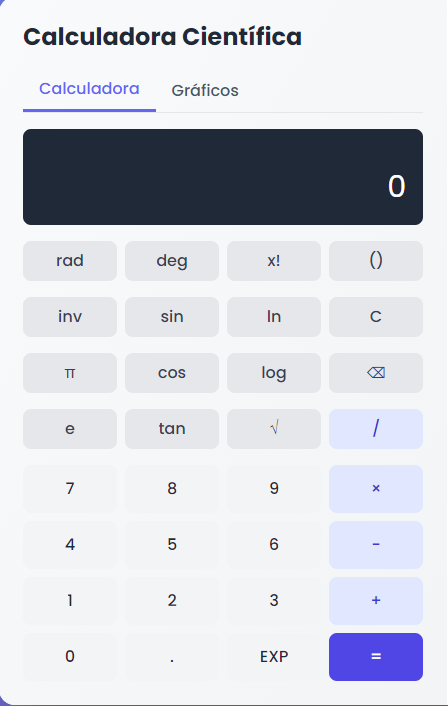 Calculadora Científica
Calculadora Gráficos
0
rad deg x! ()
inv sin ln C
π cos log ⌫
e tan √ /
7 8 9 ×
4 5 6 −
1 2 3 +
0 . EXP =